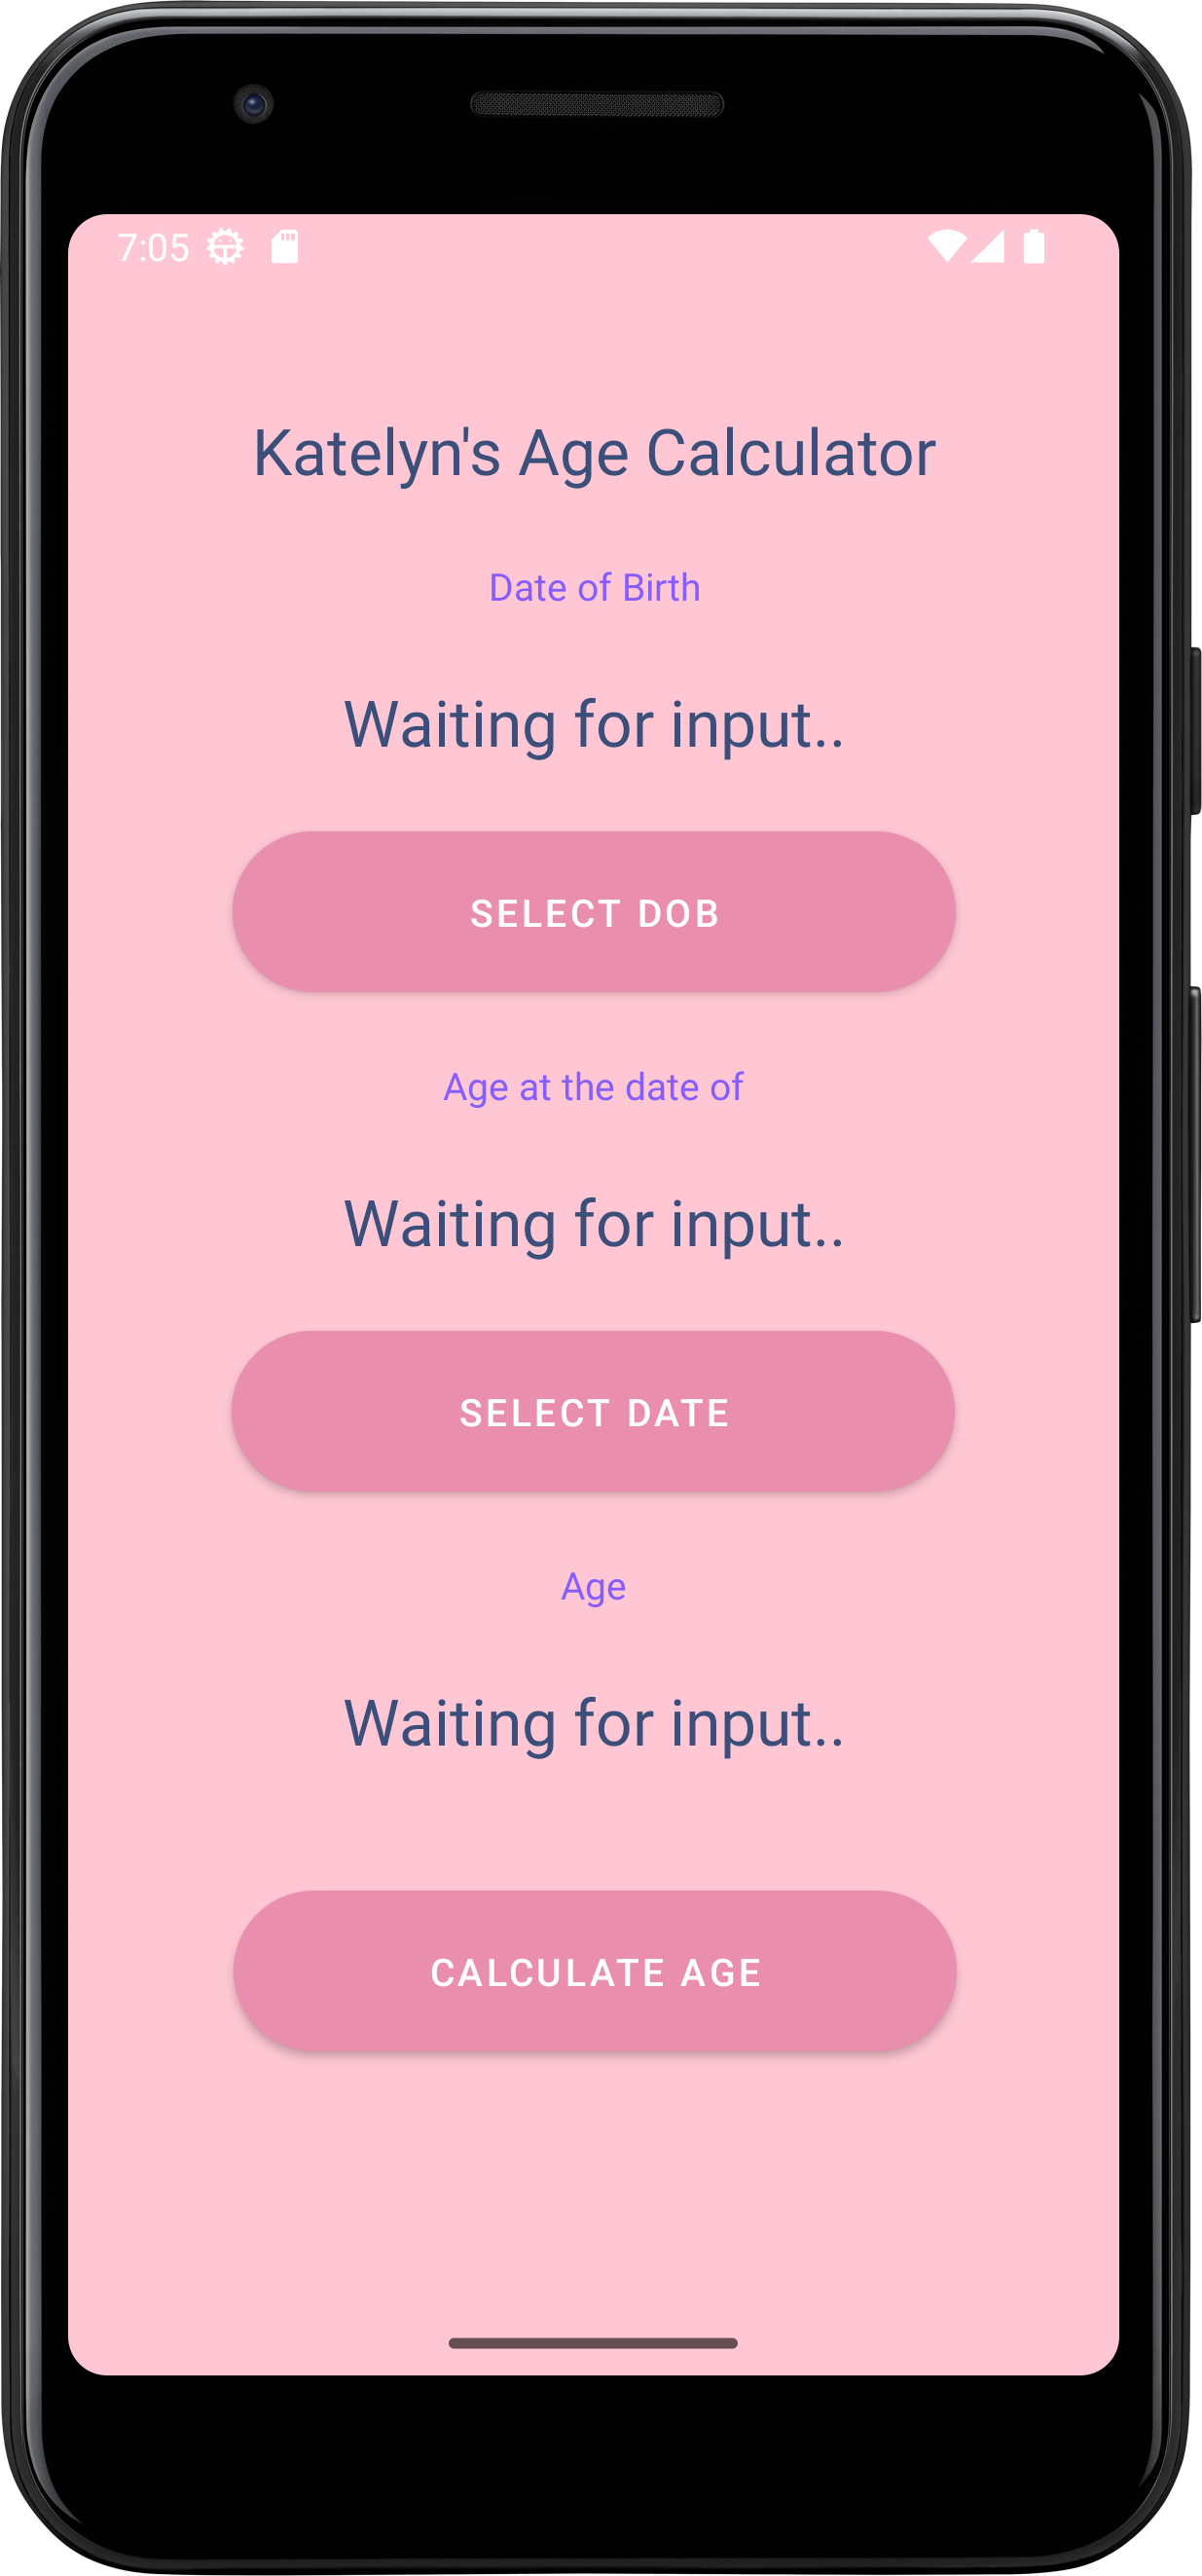 7:05
Katelyn's Age Calculator
Date of Birth
Waiting for input..
SELECT DOB
Age at the date of
Waiting for input..
SELECT DATE
Age
Waiting for input..
CALCULATE AGE